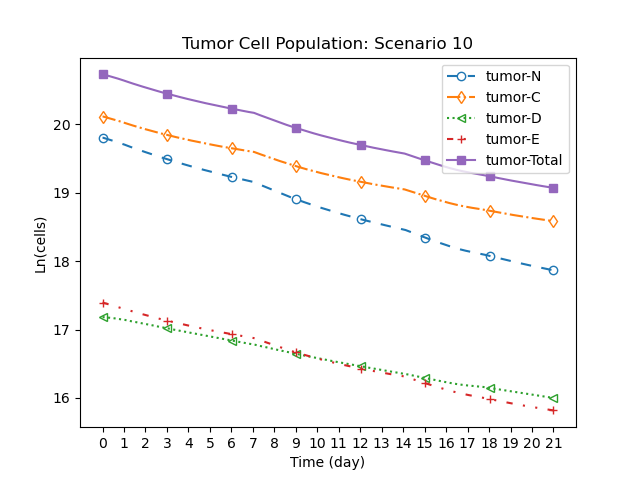 Tumor Cell Population: Scenario 10
tumor-N
tumor-C
tumor-D
tumor-E
tumor-Total
Ln(cells)
20
19
18
17
16
0 1 2 3 4 5 6 7 8 9 10 11 12 13 14 15 16 17 18 19 20 21
Time (day)